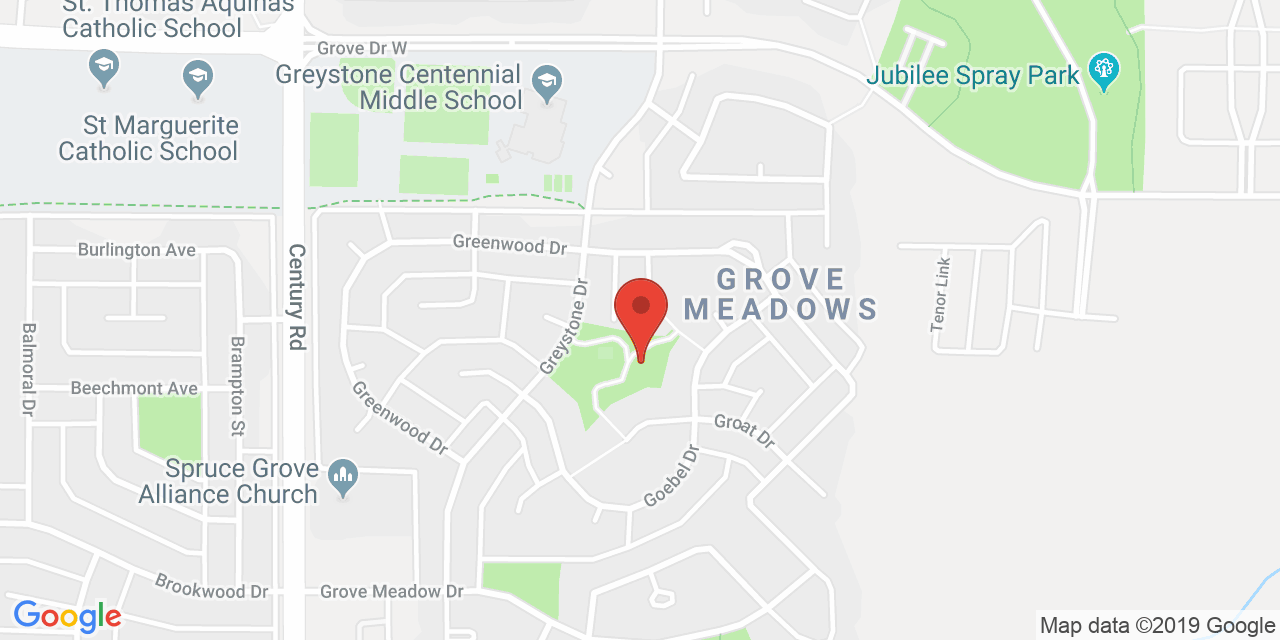 St. Thomas Aquinas
Catholic School
Grove Dr W
Greystone Centennial
Middle School
Jubilee Spray Park
St Marguerite
Catholic School
Burlington Ave
Century Rd
Greenwood Dr
GROVE
MEADOWS
Tenor Link
Greystone Dr
Balmoral Dr
Brampton St
Beechmont Ave
Greenwood Dr
Groat Dr
Goebel Dr
Spruce Grove
Alliance Church
Brookwood Dr
Grove Meadow Dr
Google
Map data ©2019 Google